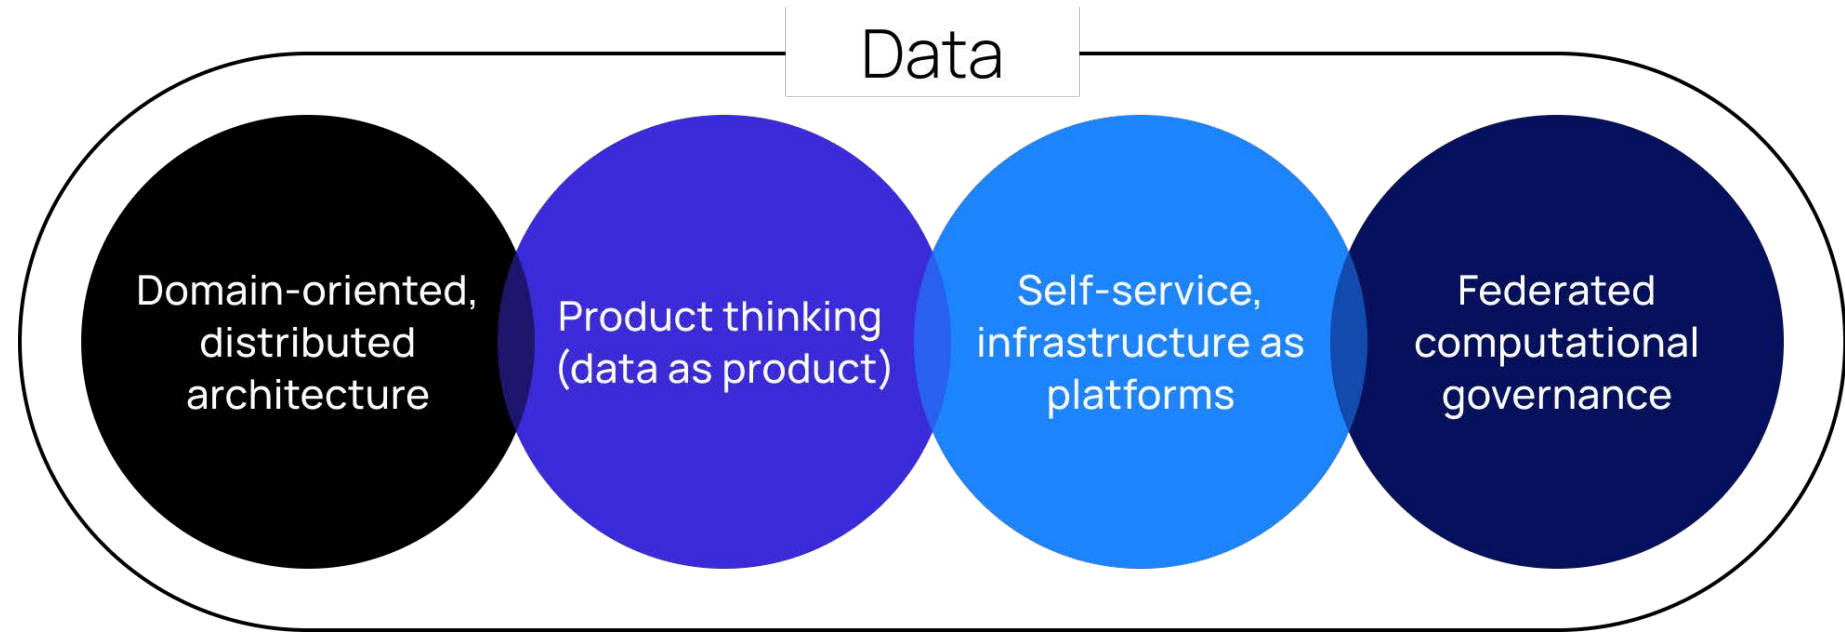 Data
Domain-oriented,
distributed
architecture
Product thinking
(data as product)
Self-service,
infrastructure as
platforms
Federated
computational
governance